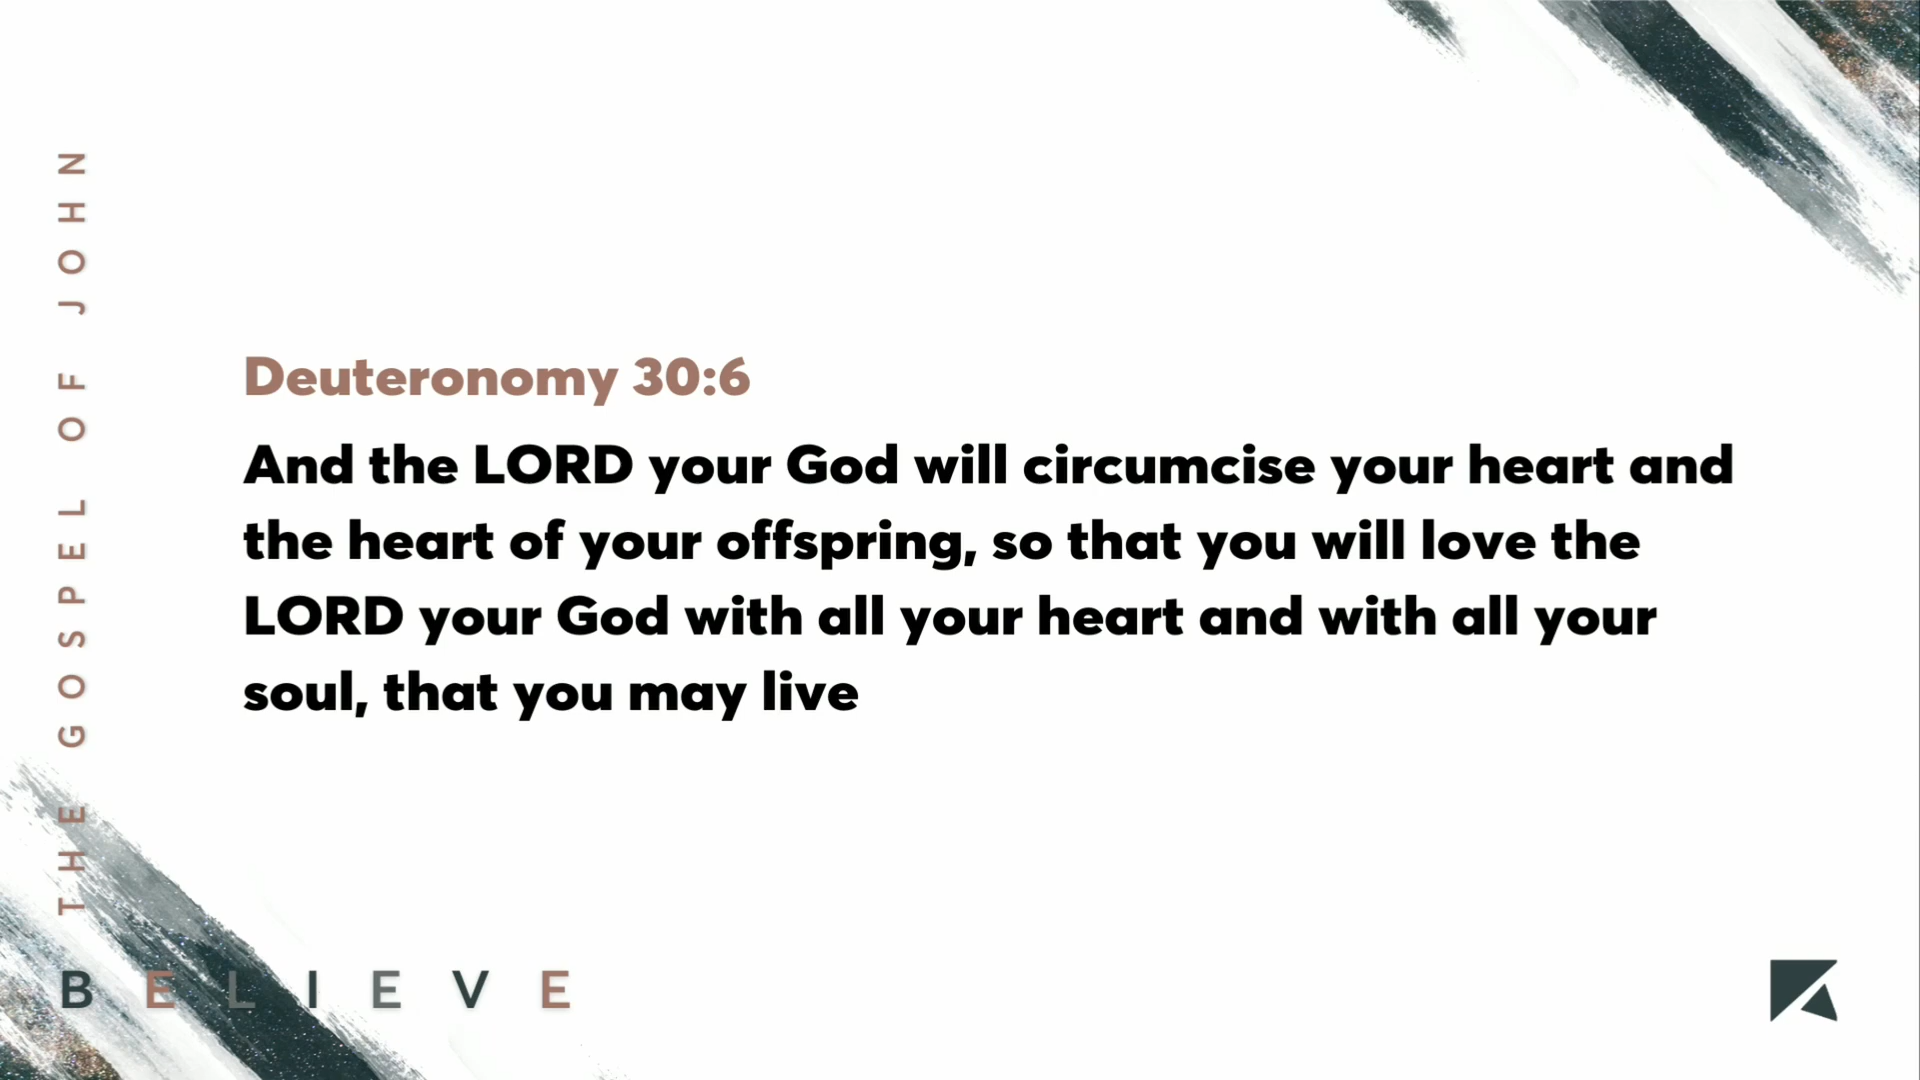 THE GOSPEL OF JOHN
Deuteronomy 30:6
And the LORD your God will circumcise your heart and
the heart of your offspring, so that you will love the
LORD your God with all your heart and with all your
soul, that you may live
BELIEVE